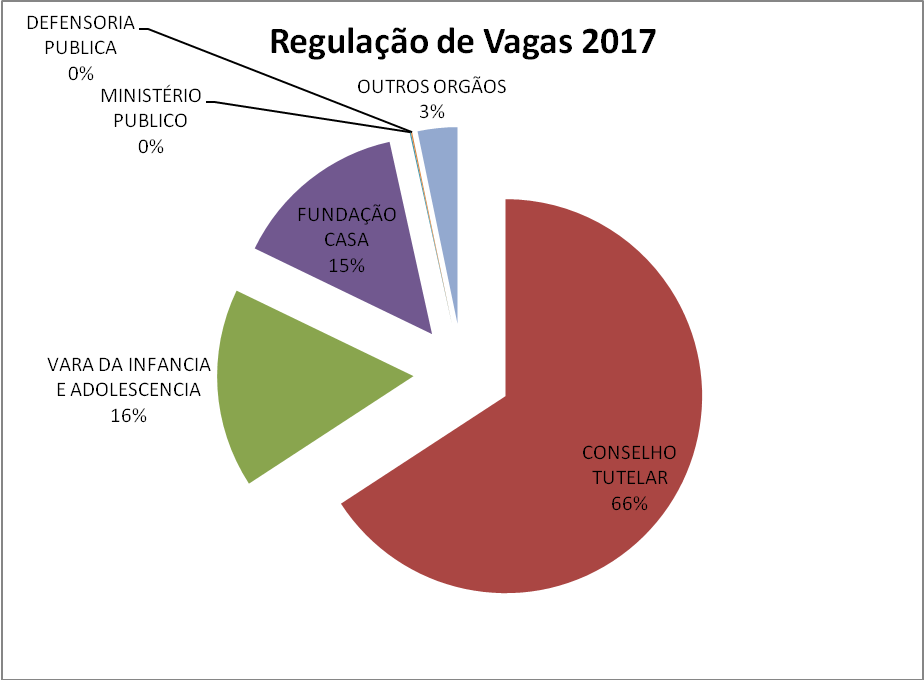 Regulação de Vagas 2017
DEFENSORIA
PUBLICA
0%
MINISTÉRIO
PUBLICO
0%
OUTROS ORGÃOS
3%
FUNDAÇÃO
CASA
15%
VARA DA INFANCIA
E ADOLESCENCIA
16%
CONSELHO
TUTELAR
66%